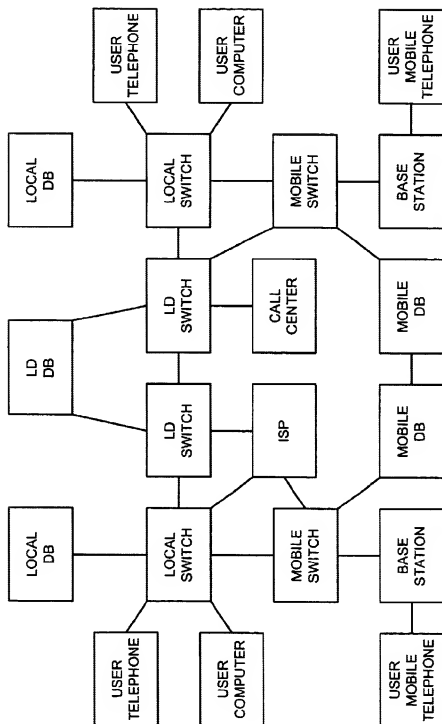 LOCAL
DB
LD
DB
LOCAL
DB
USER
TELEPHONE
USER
COMPUTER
LOCAL
SWITCH
LD
SWITCH
LD
SWITCH
LOCAL
SWITCH
USER
TELEPHONE
USER
COMPUTER
ISP
CALL
CENTER
MOBILE
SWITCH
MOBILE
SWITCH
USER
MOBILE
TELEPHONE
BASE
STATION
MOBILE
DB
MOBILE
DB
BASE
STATION
USER
MOBILE
TELEPHONE